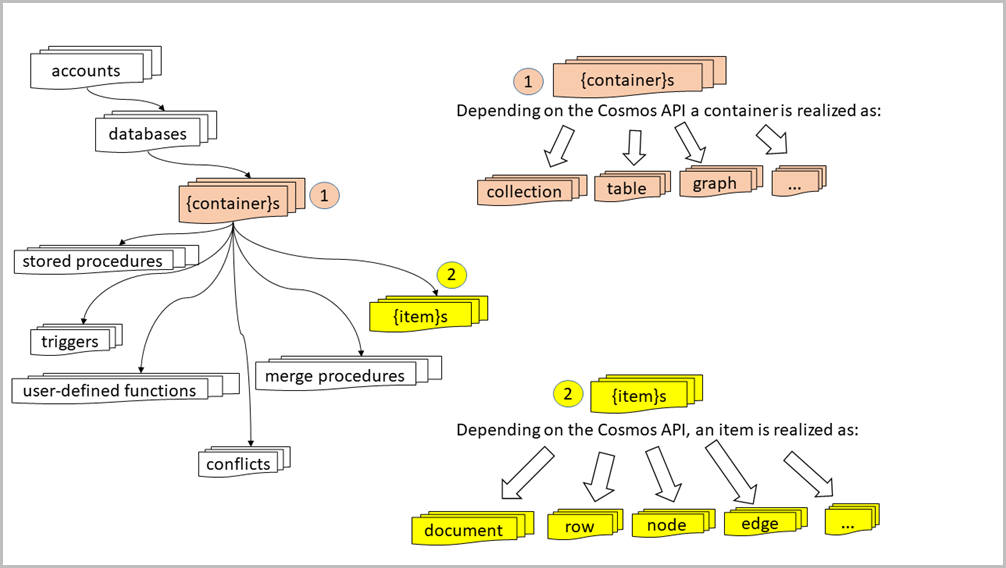 accounts
databases
{container}s
1
stored procedures
2
{item}s
triggers
merge procedures
user-defined functions
conflicts
1
{container}s
Depending on the Cosmos API a container is realized as:
collection
table
graph
...
2
{item}s
Depending on the Cosmos API, an item is realized as:
document
row
node
edge
...